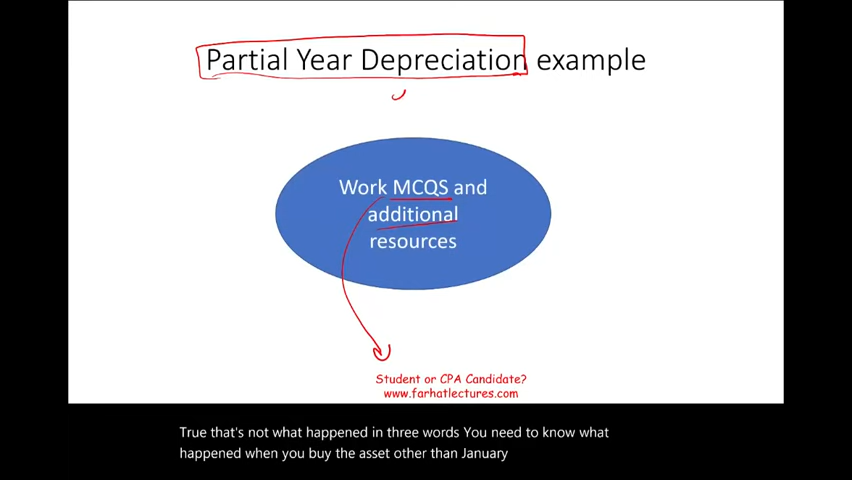 Partial Year Depreciation example
Work MCQS and
additional
resources
Student or CPA Candidate?
www.farhatlectures.com
True that's not what happened in three words You need to know what
happened when you buy the asset other than January